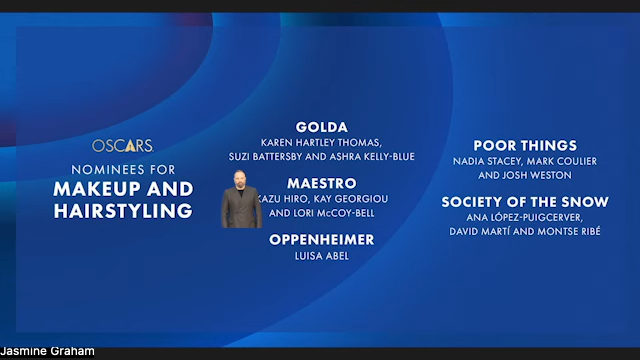 OSCARS
NOMINEES FOR
MAKEUP AND
HAIRSTYLING
GOLDA
KAREN HARTLEY THOMAS,
SUZI BATTERSBY AND ASHRA KELLY-BLUE
MAESTRO
KAZU HIRO, KAY GEORGIOU
AND LORI McCOY-BELL
OPPENHEIMER
LUISA ABEL
POOR THINGS
NADIA STACEY, MARK COULIER
AND JOSH WESTON
SOCIETY OF THE SNOW
ANA LÓPEZ-PUIGCERVER,
DAVID MARTÍ AND MONTSE RIBÉ
Jasmine Graham